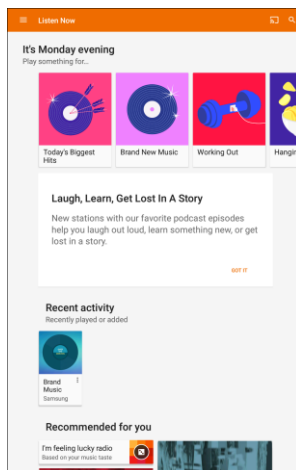 Listen Now
It's Monday evening
Play something for...
Today's Biggest
Hits
Brand New Music
Working Out
Hangin
Laugh, Learn, Get Lost In A Story
New stations with our favorite podcast episodes
help you laugh out loud, learn something new, or get
lost in a story.
GOT IT
Recent activity
Recently played or added
Brand
Music
Samsung
Recommended for you
I'm feeling lucky radio
Based on your music taste